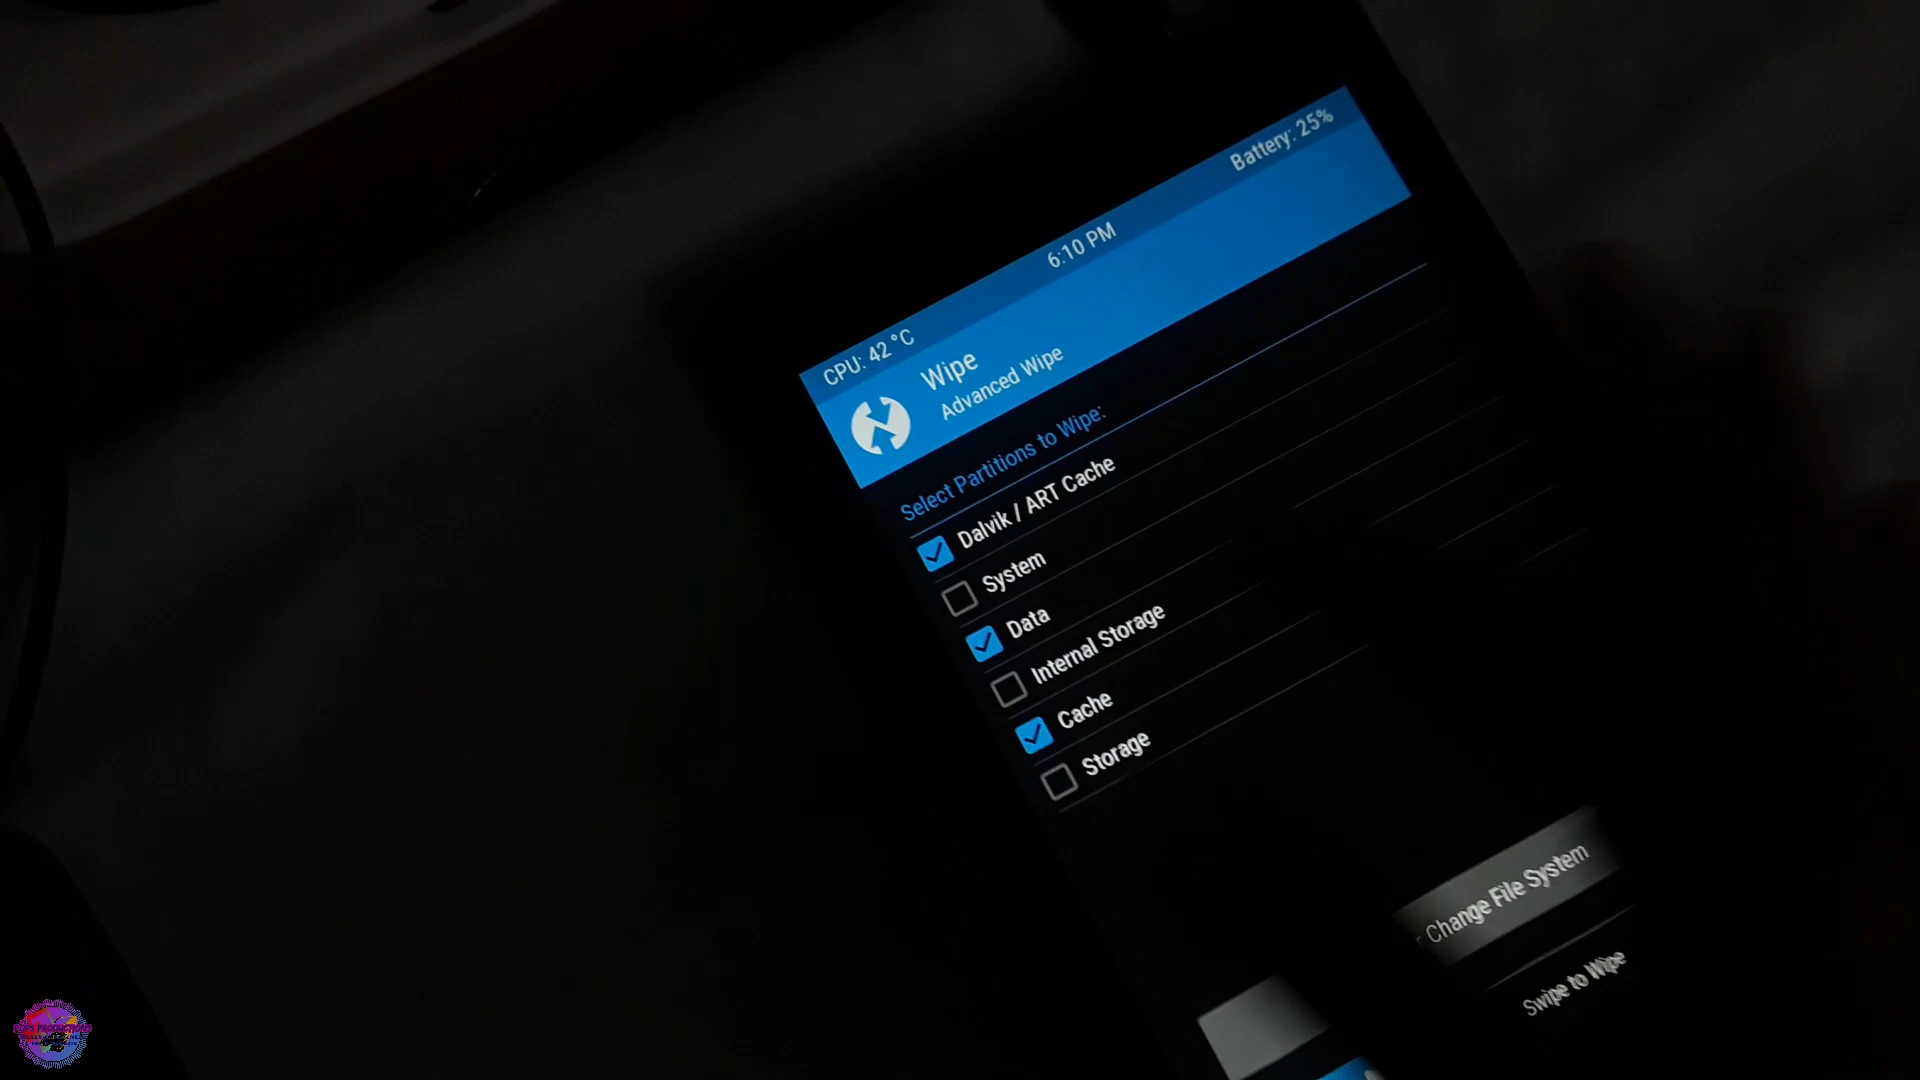 CPU: 42 °C
6:10 PM
Battery: 25%
Wipe
Advanced Wipe
Select Partitions to Wipe:
Dalvik / ART Cache
System
Data
Internal Storage
Cache
Storage
Change File System
Swipe to Wipe